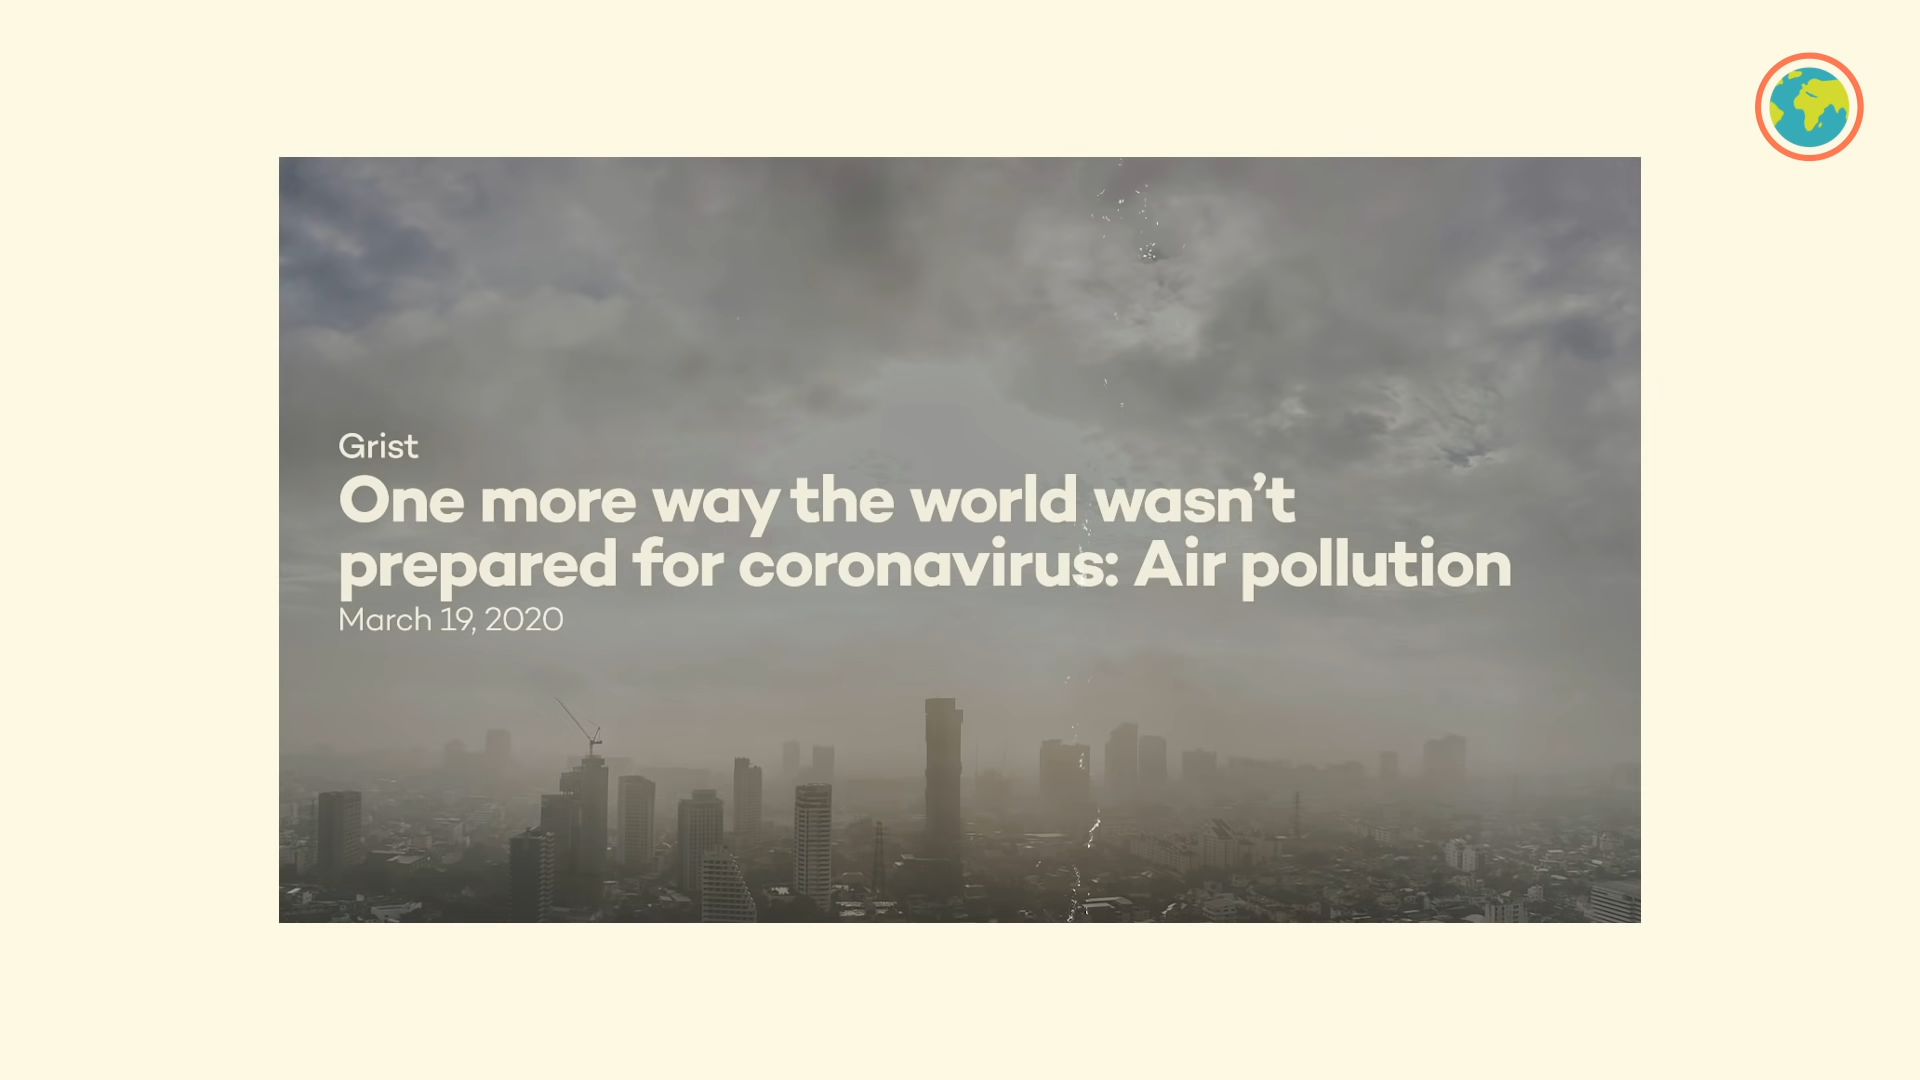 Grist
One more way the world wasn’t
prepared for coronavirus: Air pollution
March 19, 2020